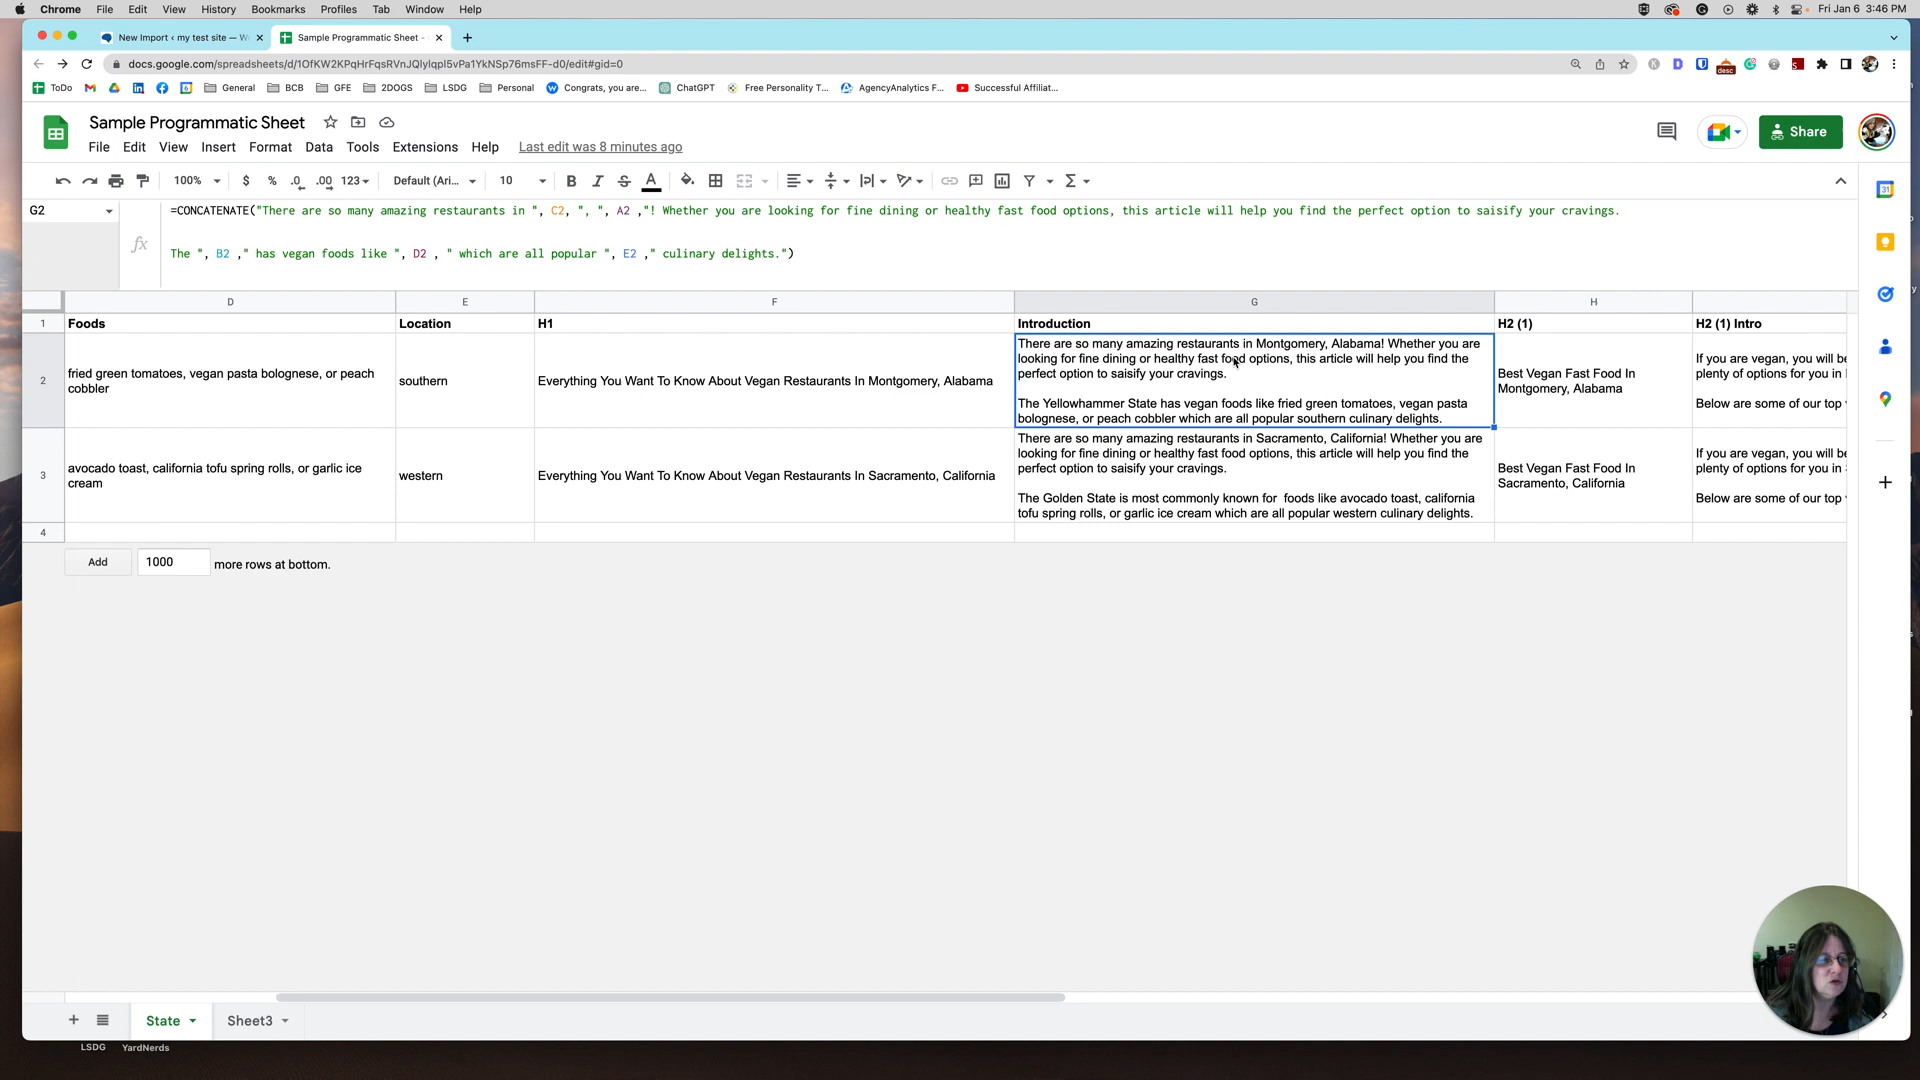 Chrome File Edit View History Bookmarks Profiles Tab Window Help Fri Jan 6 3:46 PM
New Import ‹ my test site — W Sample Programmatic Sheet -
docs.google.com/spreadsheets/d/1OfKW2KPqHrFqsRVnJQIylqpI5vPa1YkNSp76msFF-d0/edit#gid=0
ToDo General BCB GFE 2DOGS LSDG Personal Congrats, you are... ChatGPT Free Personality T... AgencyAnalytics F... Successful Affiliat...
desc
Sample Programmatic Sheet
Share
File Edit View Insert Format Data Tools Extensions Help Last edit was 8 minutes ago
100% $ % .0 .00 123 Default (Ari... 10 B I S A
G2
fx
=CONCATENATE("There are so many amazing restaurants in ", C2, ", ", A2 ,"! Whether you are looking for fine dining or healthy fast food options, this article will help you find the perfect option to saisify your cravings.
The ", B2 ," has vegan foods like ", D2 , " which are all popular ", E2 ," culinary delights.")
D E F G H
1 Foods Location H1 Introduction H2 (1) H2 (1) Intro
2
fried green tomatoes, vegan pasta bolognese, or peach
cobbler
southern
Everything You Want To Know About Vegan Restaurants In Montgomery, Alabama
There are so many amazing restaurants in Montgomery, Alabama! Whether you are
looking for fine dining or healthy fast food options, this article will help you find the
perfect option to saisify your cravings.
The Yellowhammer State has vegan foods like fried green tomatoes, vegan pasta
bolognese, or peach cobbler which are all popular southern culinary delights.
Best Vegan Fast Food In
Montgomery, Alabama
If you are vegan, you will be
plenty of options for you in
Below are some of our top
3
avocado toast, california tofu spring rolls, or garlic ice
cream
western
Everything You Want To Know About Vegan Restaurants In Sacramento, California
There are so many amazing restaurants in Sacramento, California! Whether you are
looking for fine dining or healthy fast food options, this article will help you find the
perfect option to saisify your cravings.
The Golden State is most commonly known for  foods like avocado toast, california
tofu spring rolls, or garlic ice cream which are all popular western culinary delights.
Best Vegan Fast Food In
Sacramento, California
If you are vegan, you will be
plenty of options for you in
Below are some of our top
4
Add 1000 more rows at bottom.
State Sheet3
LSDG YardNerds